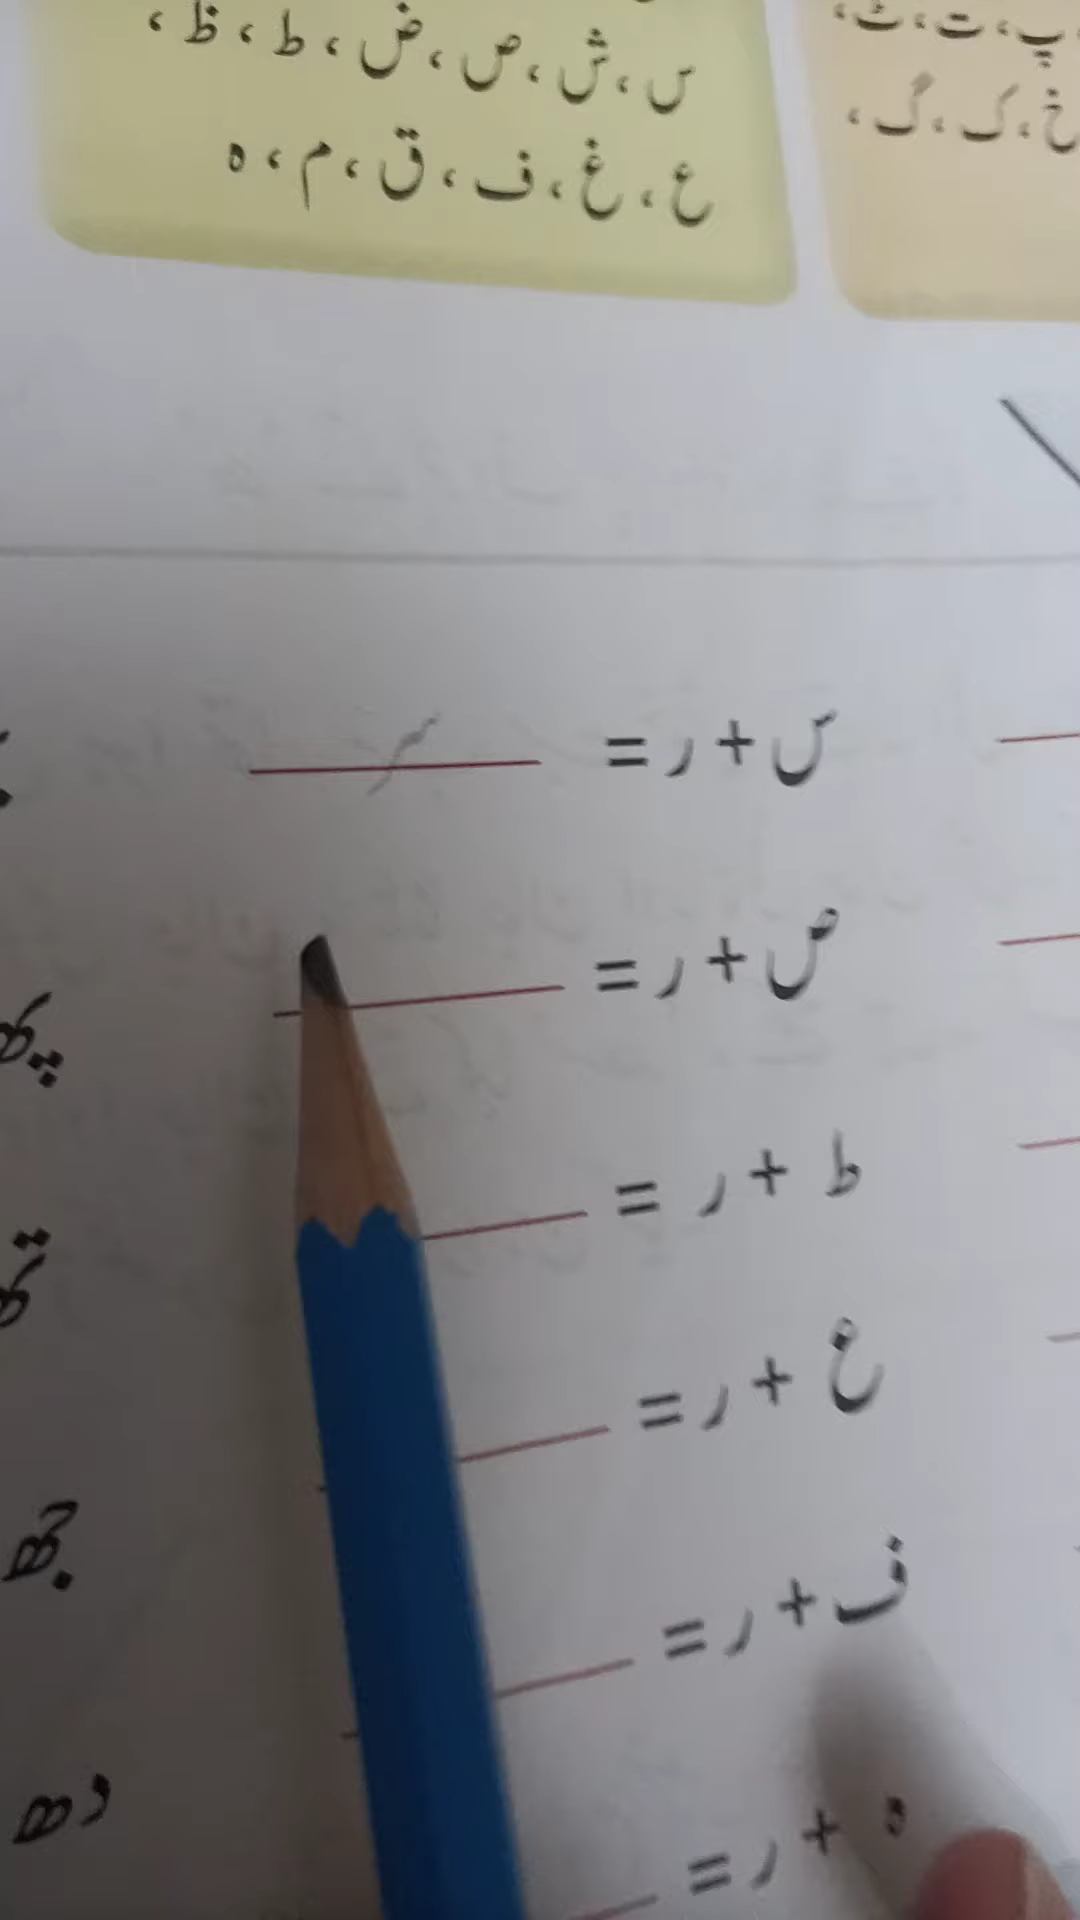 پ، ت، ٹ،
خ، ک، گ،
س، ش، ص، ض، ط، ظ،
ع، غ، ف، ق، م، ہ
س + ر = سر
ص + ر =
ط + ر =
غ + ر =
ف + ر =
ہ + ر =